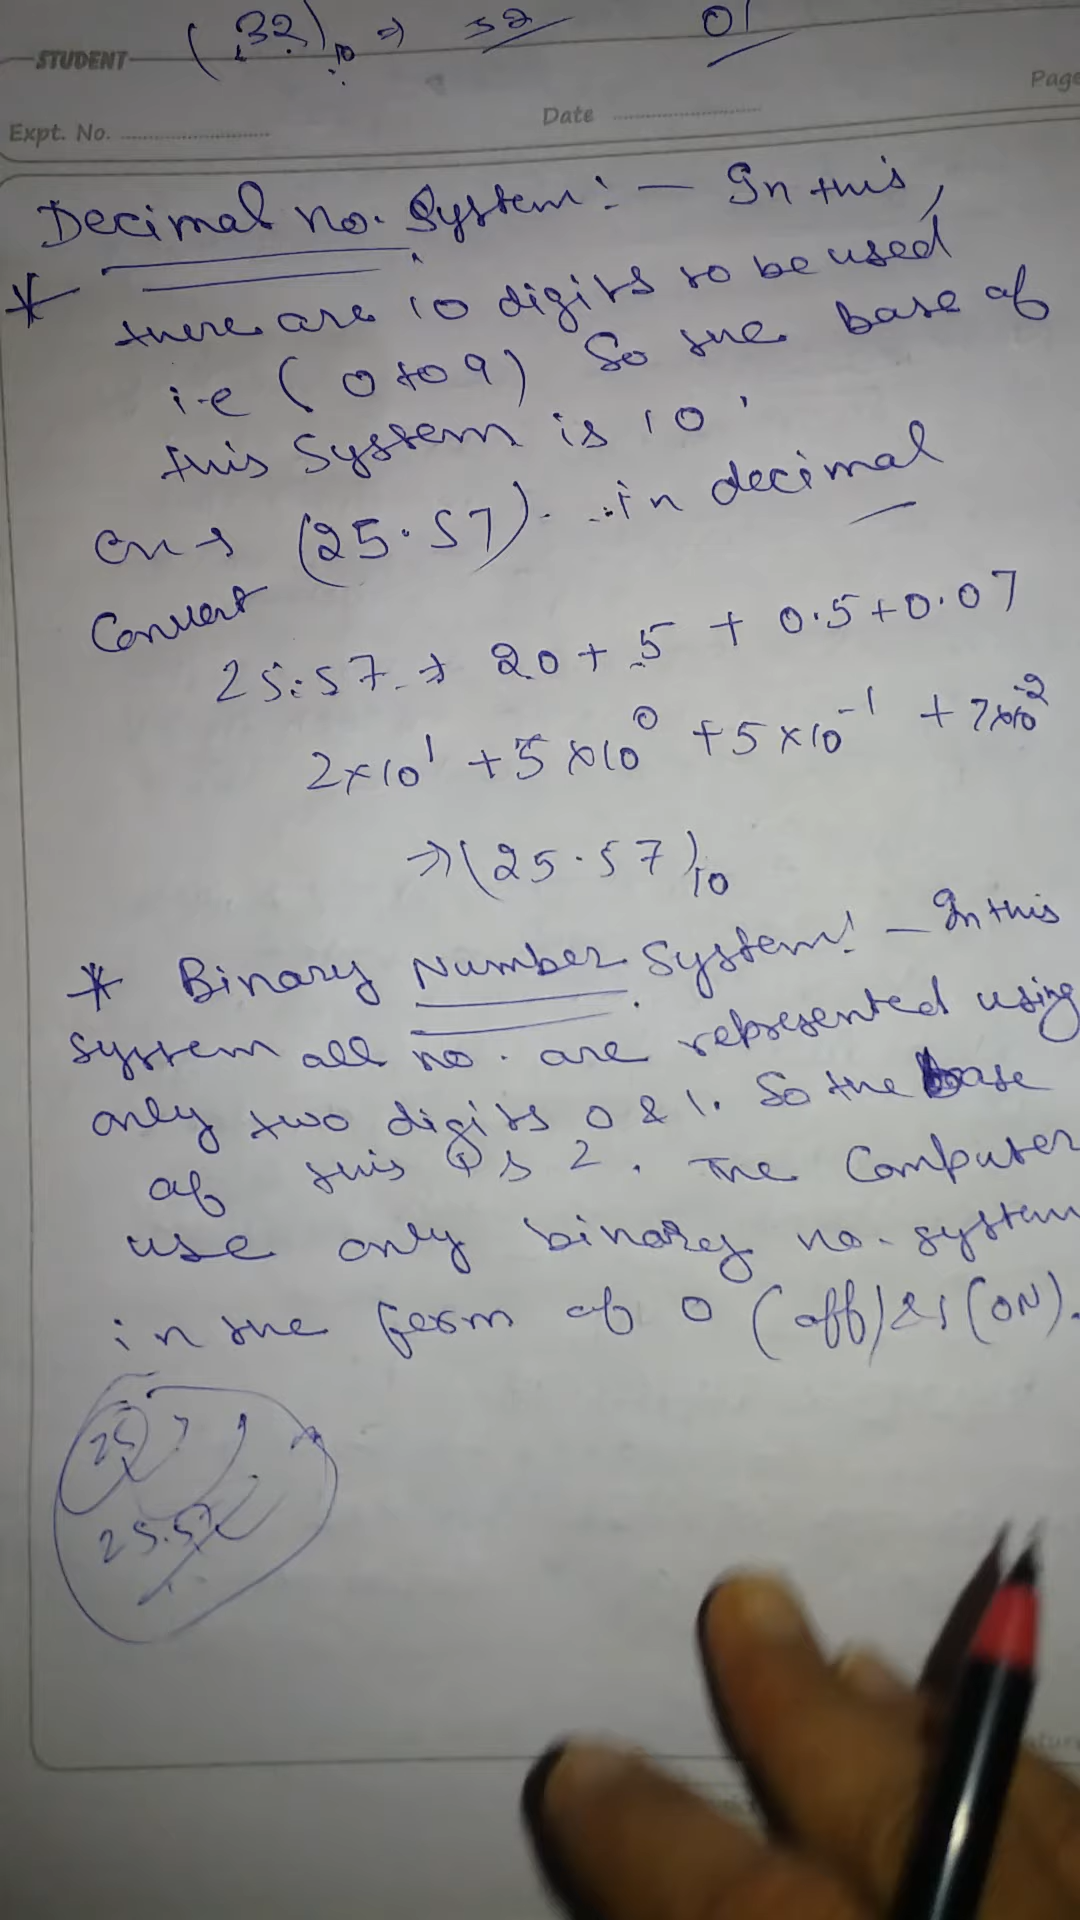 (32)10 ⇒ 32 01
STUDENT
Page
Date
Expt. No.
Decimal no. System:- In this,
* there are 10 digits to be used
i.e (0 to 9) So the base of
this System is 10.
(25.57) in decimal
Convert
25.57 → 20 + 5 + 0.5 + 0.07
2×10¹ + 5×10⁰ + 5×10⁻¹ + 7×10⁻²
⇒ (25.57)10
* Binary Number System:- In this
system all no. are represented using
only two digits 0 & 1. So the base
of this is 2. The Computer
use only binary no. system
in the form of 0 (off) & 1 (ON).
25
25.57